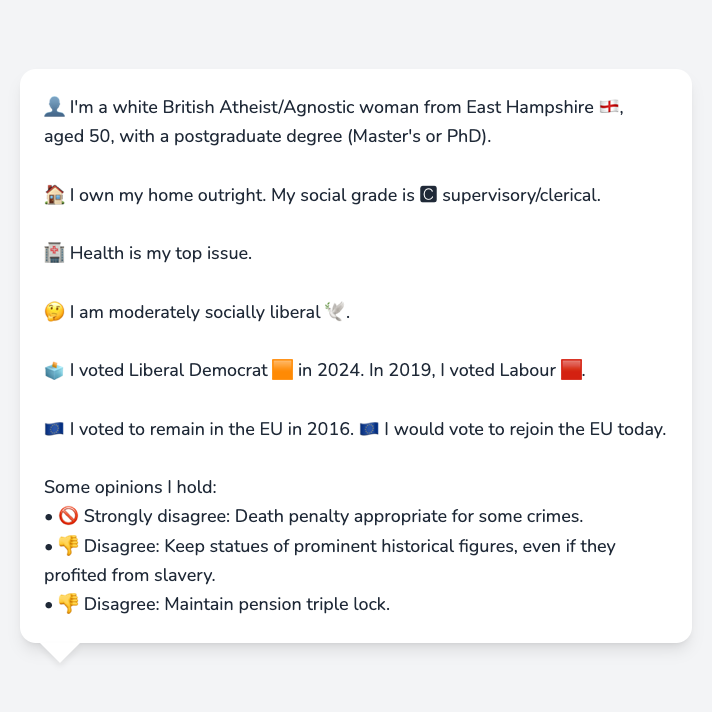 👤 I'm a white British Atheist/Agnostic woman from East Hampshire 🏴󠁧󠁢󠁥󠁮󠁧󠁿,
aged 50, with a postgraduate degree (Master's or PhD).
🏠 I own my home outright. My social grade is 🅲 supervisory/clerical.
🏥 Health is my top issue.
🤔 I am moderately socially liberal 🕊️.
🗳️ I voted Liberal Democrat 🟧 in 2024. In 2019, I voted Labour 🟥.
🇪🇺 I voted to remain in the EU in 2016. 🇪🇺 I would vote to rejoin the EU today.
Some opinions I hold:
• 🚫 Strongly disagree: Death penalty appropriate for some crimes.
• 👎 Disagree: Keep statues of prominent historical figures, even if they
profited from slavery.
• 👎 Disagree: Maintain pension triple lock.